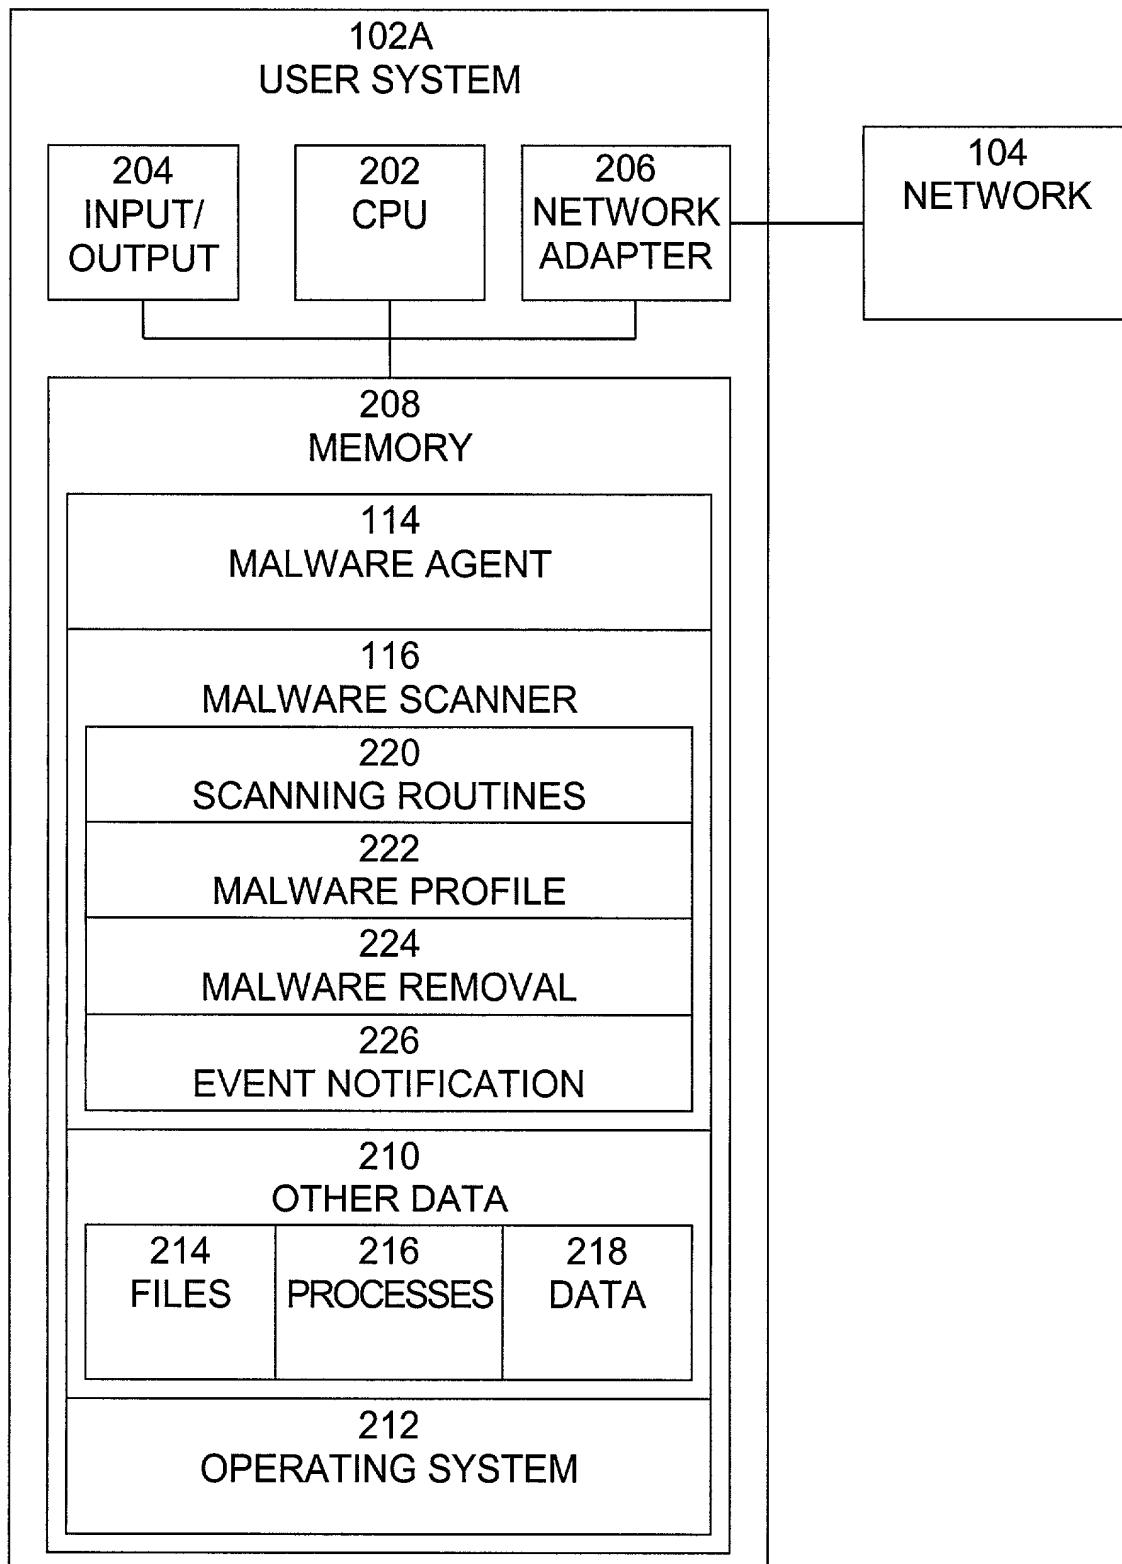 102A
USER SYSTEM
204
INPUT/
OUTPUT
202
CPU
206
NETWORK
ADAPTER
104
NETWORK
208
MEMORY
114
MALWARE AGENT
116
MALWARE SCANNER
220
SCANNING ROUTINES
222
MALWARE PROFILE
224
MALWARE REMOVAL
226
EVENT NOTIFICATION
210
OTHER DATA
214
FILES
216
PROCESSES
218
DATA
212
OPERATING SYSTEM